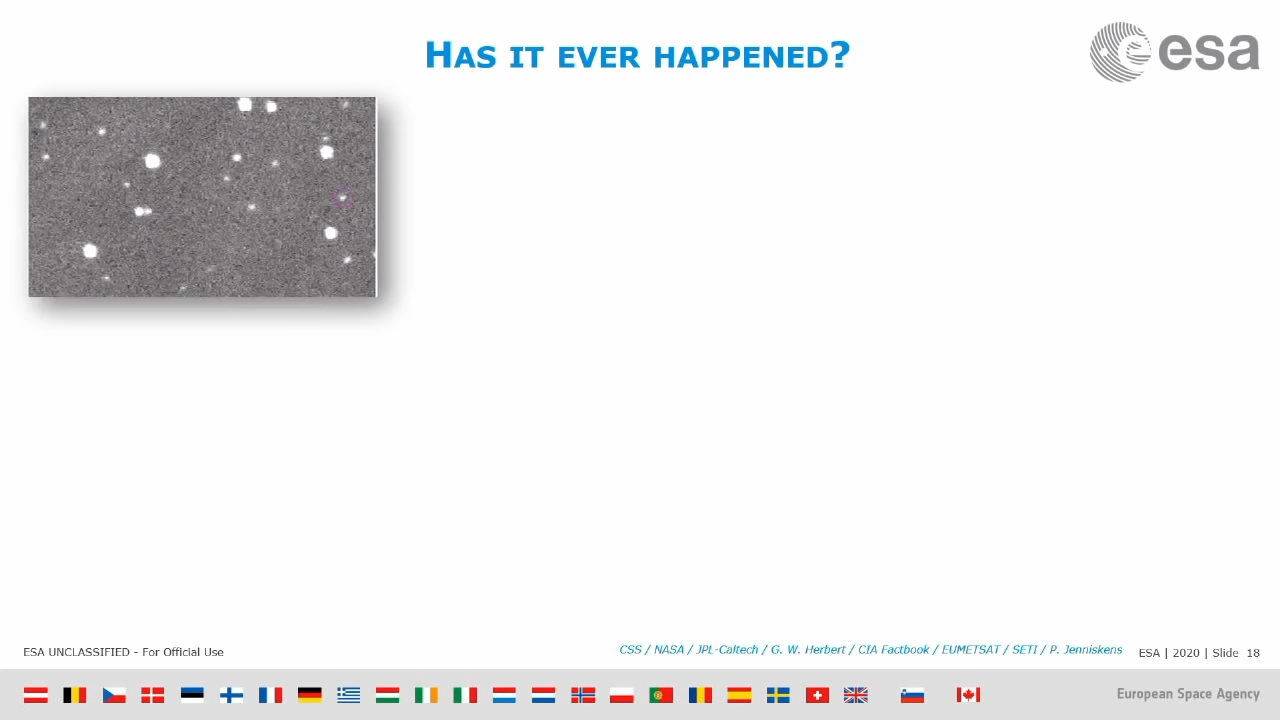 HAS IT EVER HAPPENED?
esa
ESA UNCLASSIFIED - For Official Use
CSS / NASA / JPL-Caltech / G. W. Herbert / CIA Factbook / EUMETSAT / SETI / P. Jenniskens
ESA | 2020 | Slide 18
European Space Agency